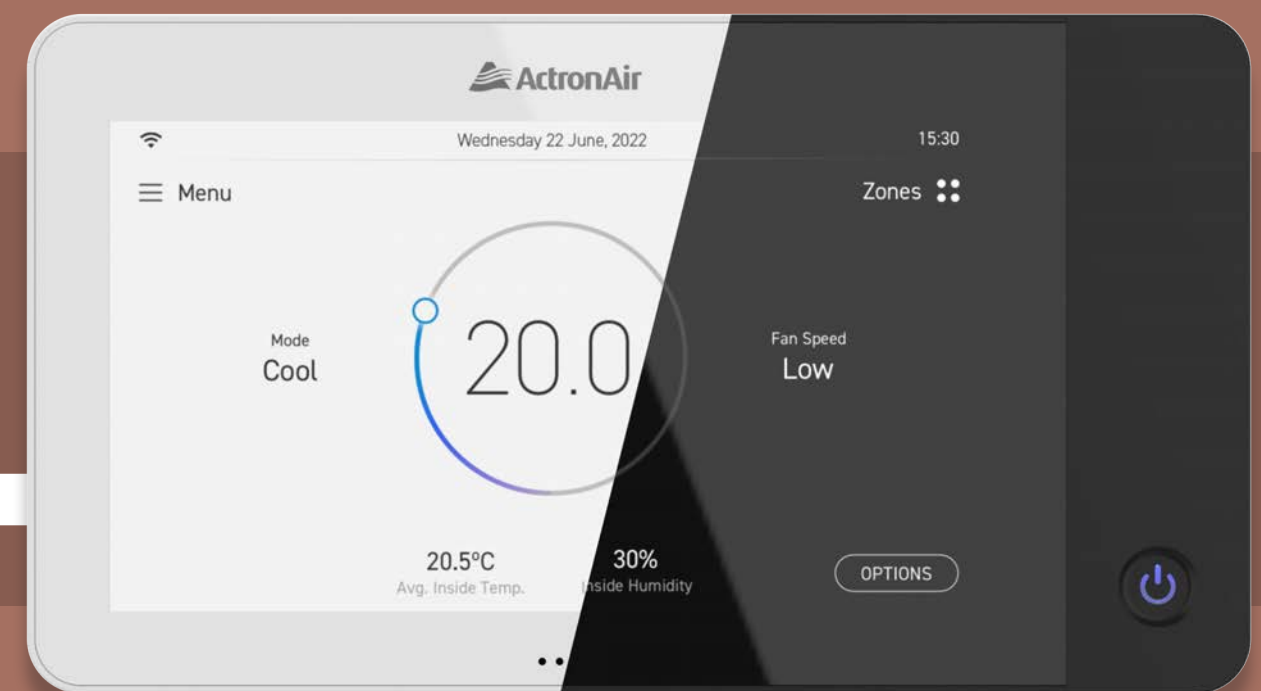 ActronAir
Wednesday 22 June, 2022
15:30
Menu
Zones
Mode
Cool
20.0
Fan Speed
Low
20.5ºC
Avg. Inside Temp.
30%
Inside Humidity
OPTIONS